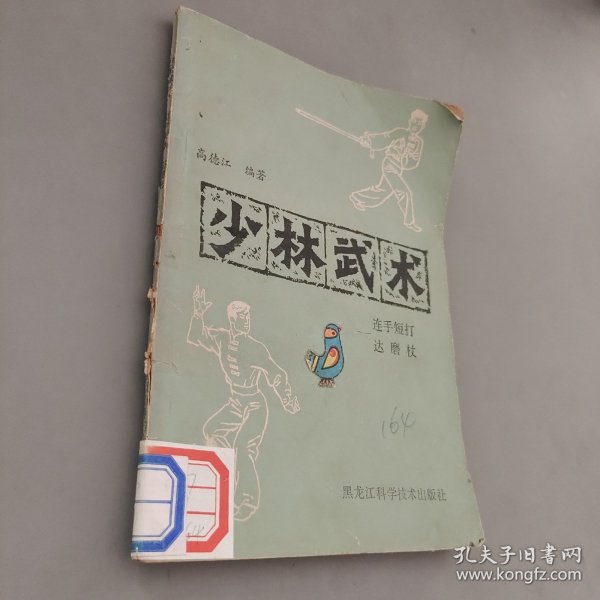 高德江 编著
少林武术
——连手短打
达磨杖
164
黑龙江科学技术出版社
孔夫子旧书网
www.kongfz.com